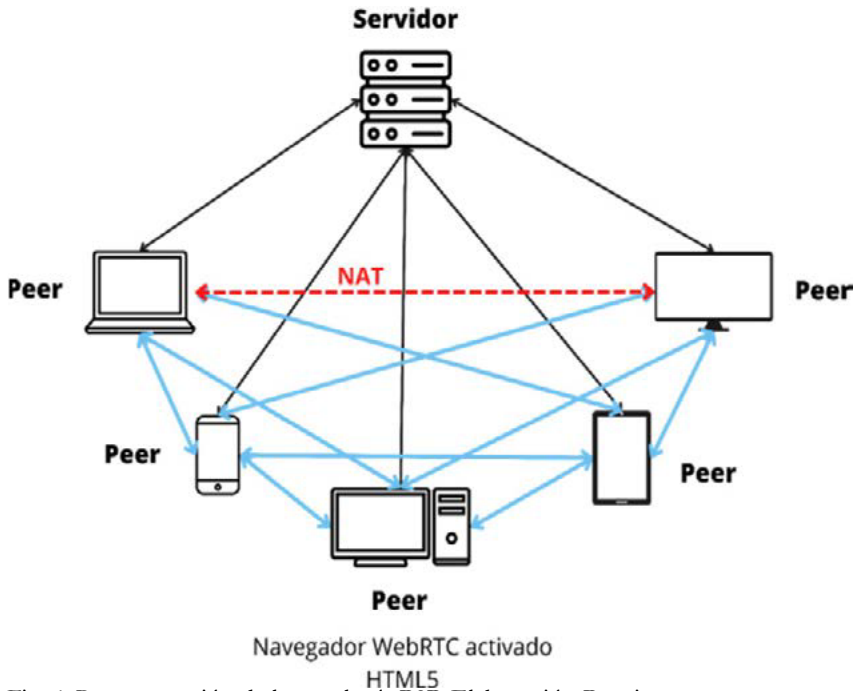 Servidor
NAT
Peer
Peer
Peer
Peer
Peer
Navegador WebRTC activado
HTML5